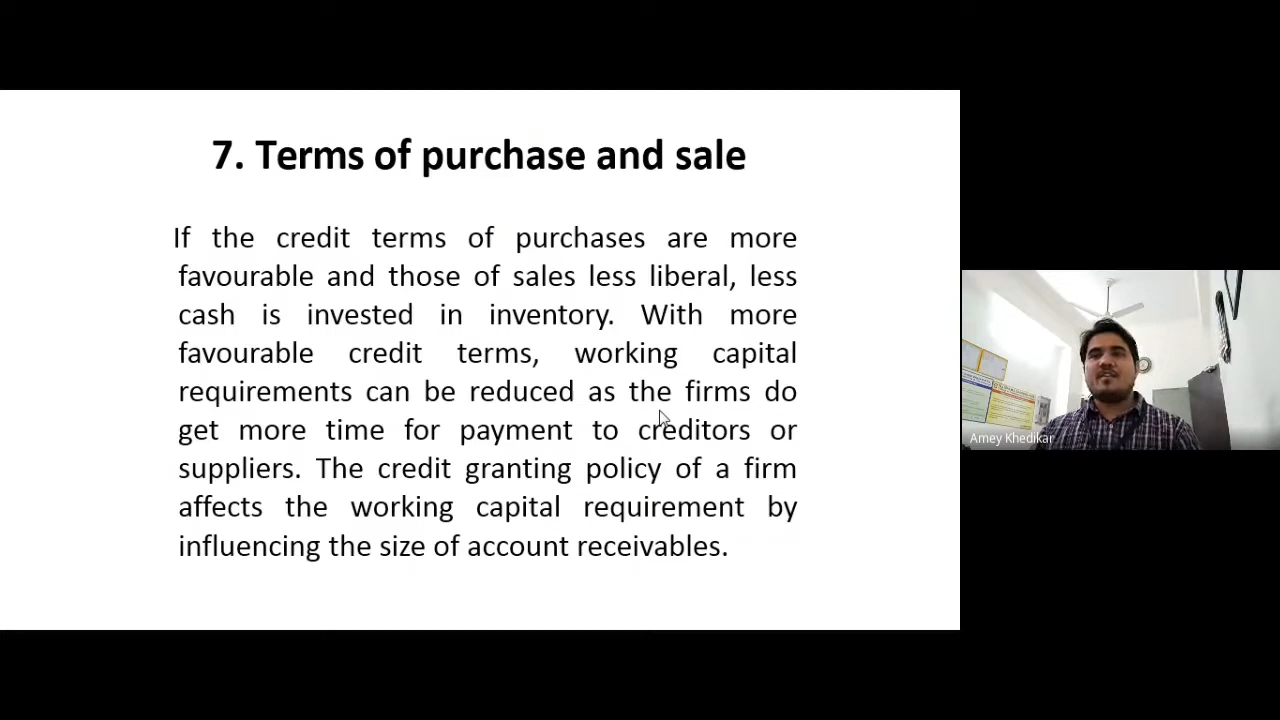 7. Terms of purchase and sale
If the credit terms of purchases are more
favourable and those of sales less liberal, less
cash is invested in inventory. With more
favourable credit terms, working capital
requirements can be reduced as the firms do
get more time for payment to creditors or
suppliers. The credit granting policy of a firm
affects the working capital requirement by
influencing the size of account receivables.
Amey Khedikar